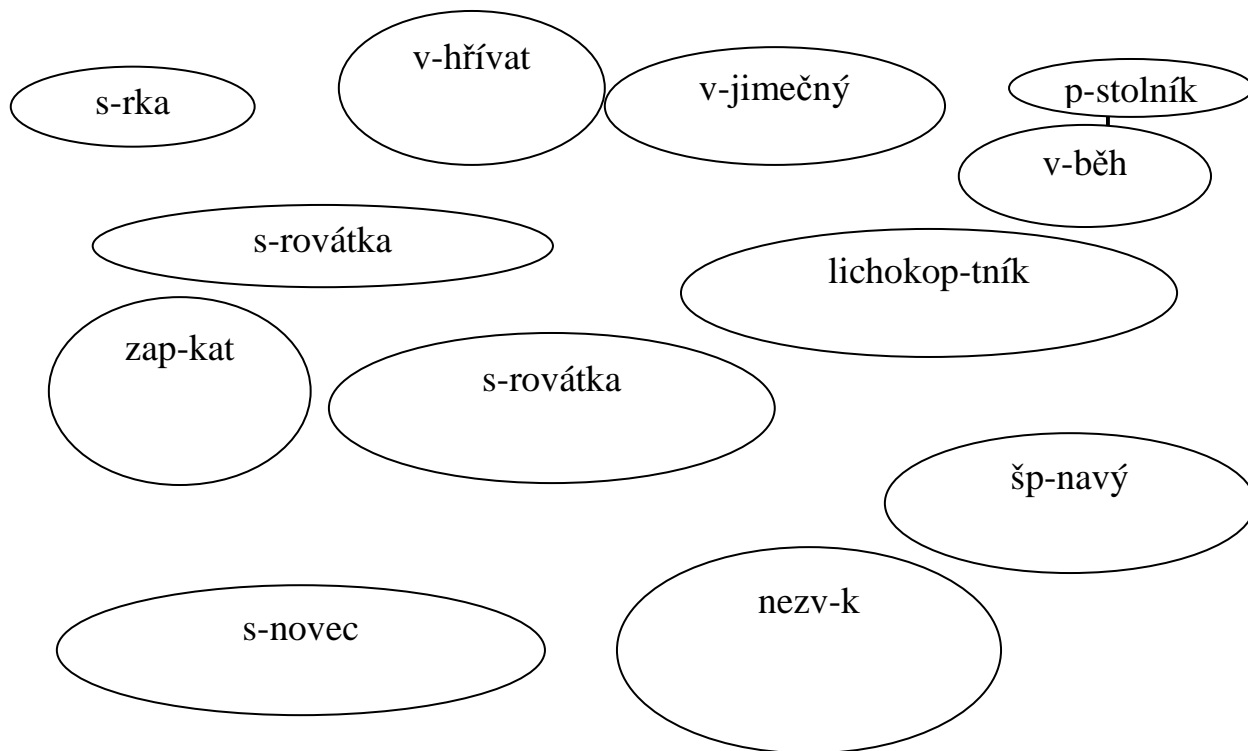 v-hřívat
v-jimečný
s-rka
p-stolník
v-běh
s-rovátka
lichokop-tník
zap-kat
s-rovátka
šp-navý
nezv-k
s-novec